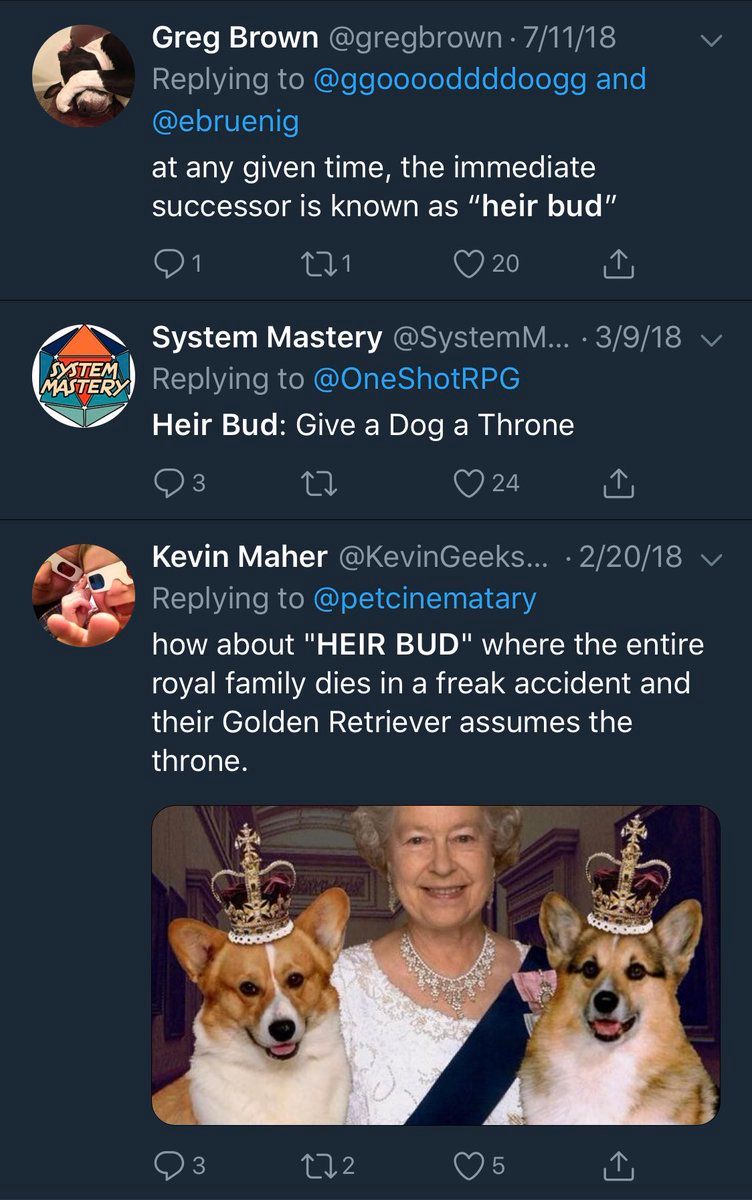 Greg Brown @gregbrown · 7/11/18
Replying to @ggooooddddoogg and
@ebruenig
at any given time, the immediate
successor is known as “heir bud”
1 1 20
SYSTEM
MASTERY
System Mastery @SystemM... · 3/9/18
Replying to @OneShotRPG
Heir Bud: Give a Dog a Throne
3 24
Kevin Maher @KevinGeeks... · 2/20/18
Replying to @petcinematary
how about "HEIR BUD" where the entire
royal family dies in a freak accident and
their Golden Retriever assumes the
throne.
3 2 5